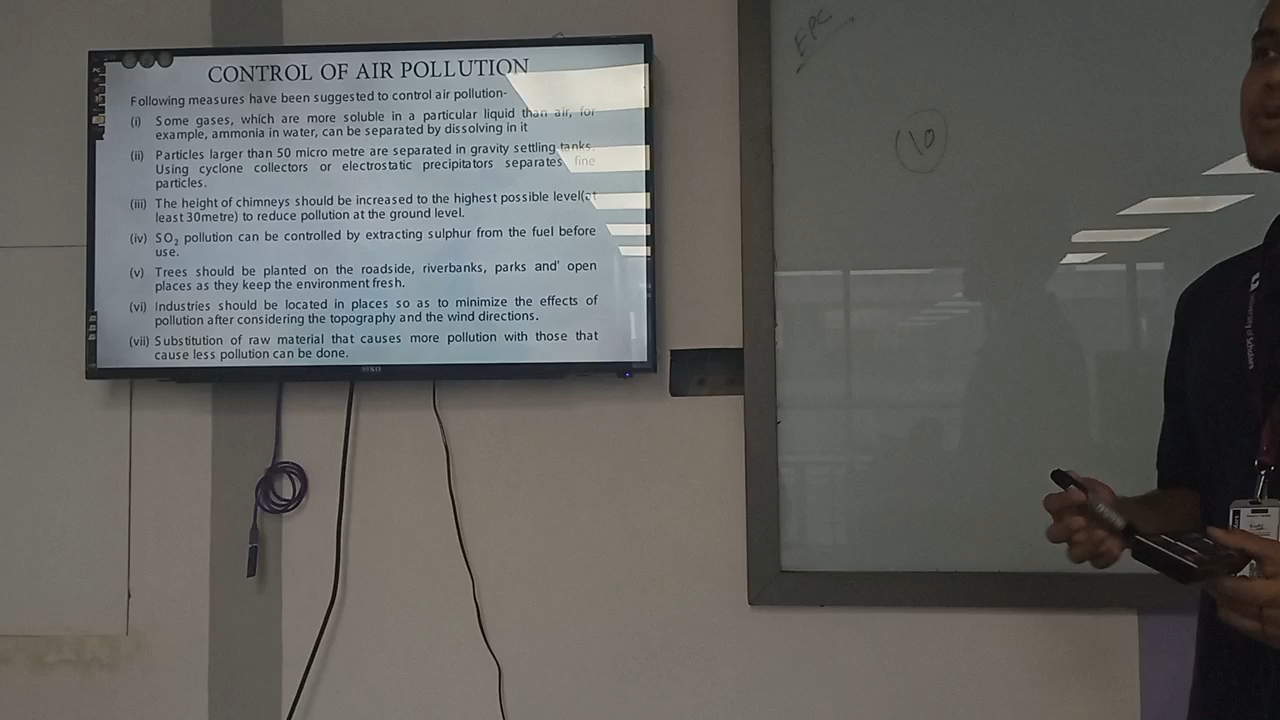 CONTROL OF AIR POLLUTION
Following measures have been suggested to control air pollution-
(i) Some gases, which are more soluble in a particular liquid than air, for
example, ammonia in water, can be separated by dissolving in it
(ii) Particles larger than 50 micro metre are separated in gravity settling tanks.
Using cyclone collectors or electrostatic precipitators separates fine
particles.
(iii) The height of chimneys should be increased to the highest possible level(at
least 30metre) to reduce pollution at the ground level.
(iv) SO₂ pollution can be controlled by extracting sulphur from the fuel before
use.
(v) Trees should be planted on the roadside, riverbanks, parks and' open
places as they keep the environment fresh.
(vi) Industries should be located in places so as to minimize the effects of
pollution after considering the topography and the wind directions.
(vii) Substitution of raw material that causes more pollution with those that
cause less pollution can be done.
EPC
10
University of Scholars